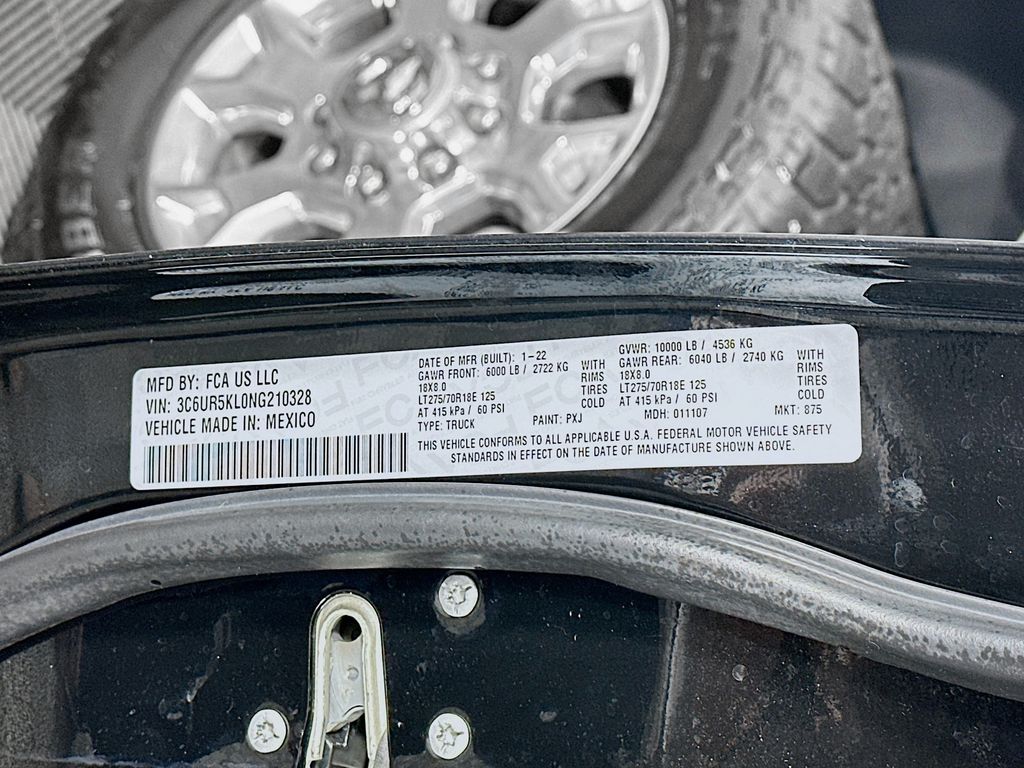 MFD BY: FCA US LLC
VIN: 3C6UR5KL0NG210328
VEHICLE MADE IN: MEXICO
DATE OF MFR (BUILT): 1-22
GAWR FRONT: 6000 LB / 2722 KG WITH
18X8.0 RIMS
LT275/70R18E 125 TIRES
AT 415 kPa / 60 PSI COLD
TYPE: TRUCK PAINT: PXJ
GVWR: 10000 LB / 4536 KG
GAWR REAR: 6040 LB / 2740 KG WITH
18X8.0 RIMS
LT275/70R18E 125 TIRES
AT 415 kPa / 60 PSI COLD
MDH: 011107 MKT: 875
THIS VEHICLE CONFORMS TO ALL APPLICABLE U.S.A. FEDERAL MOTOR VEHICLE SAFETY
STANDARDS IN EFFECT ON THE DATE OF MANUFACTURE SHOWN ABOVE.